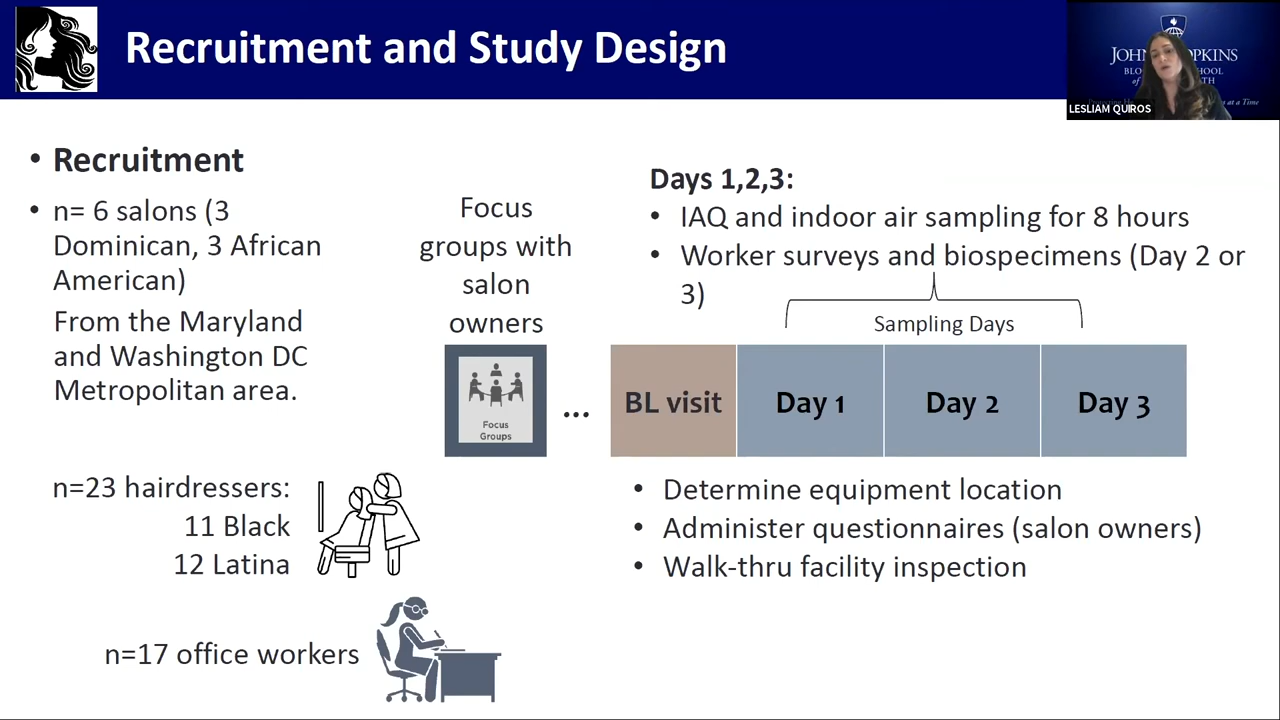 Recruitment and Study Design
LESLIAM QUIROS
• Recruitment
• n= 6 salons (3
Dominican, 3 African
American)
From the Maryland
and Washington DC
Metropolitan area.
n=23 hairdressers:
11 Black
12 Latina
n=17 office workers
Focus
groups with
salon
owners
Focus
Groups
...
Days 1,2,3:
• IAQ and indoor air sampling for 8 hours
• Worker surveys and biospecimens (Day 2 or
3)
Sampling Days
BL visit
Day 1
Day 2
Day 3
• Determine equipment location
• Administer questionnaires (salon owners)
• Walk-thru facility inspection